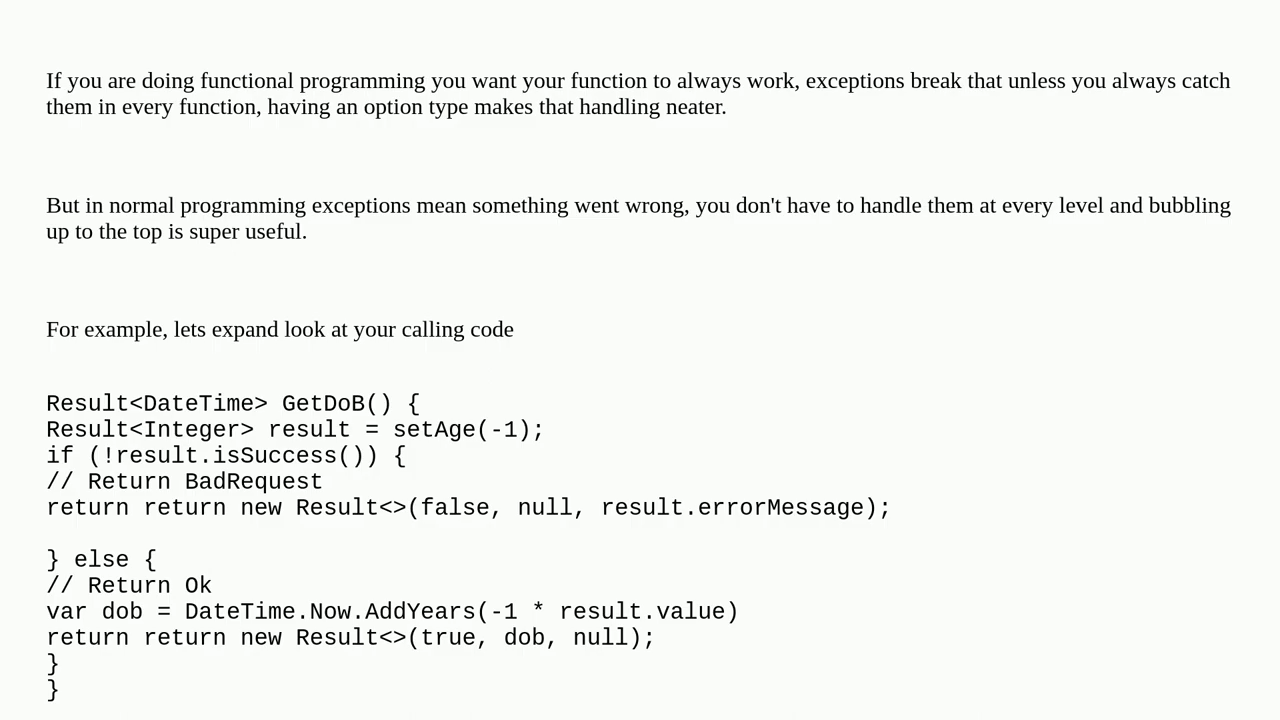 If you are doing functional programming you want your function to always work, exceptions break that unless you always catch
them in every function, having an option type makes that handling neater.
But in normal programming exceptions mean something went wrong, you don't have to handle them at every level and bubbling
up to the top is super useful.
For example, lets expand look at your calling code
Result<DateTime> GetDoB() {
Result<Integer> result = setAge(-1);
if (!result.isSuccess()) {
// Return BadRequest
return return new Result<>(false, null, result.errorMessage);
} else {
// Return Ok
var dob = DateTime.Now.AddYears(-1 * result.value)
return return new Result<>(true, dob, null);
}
}